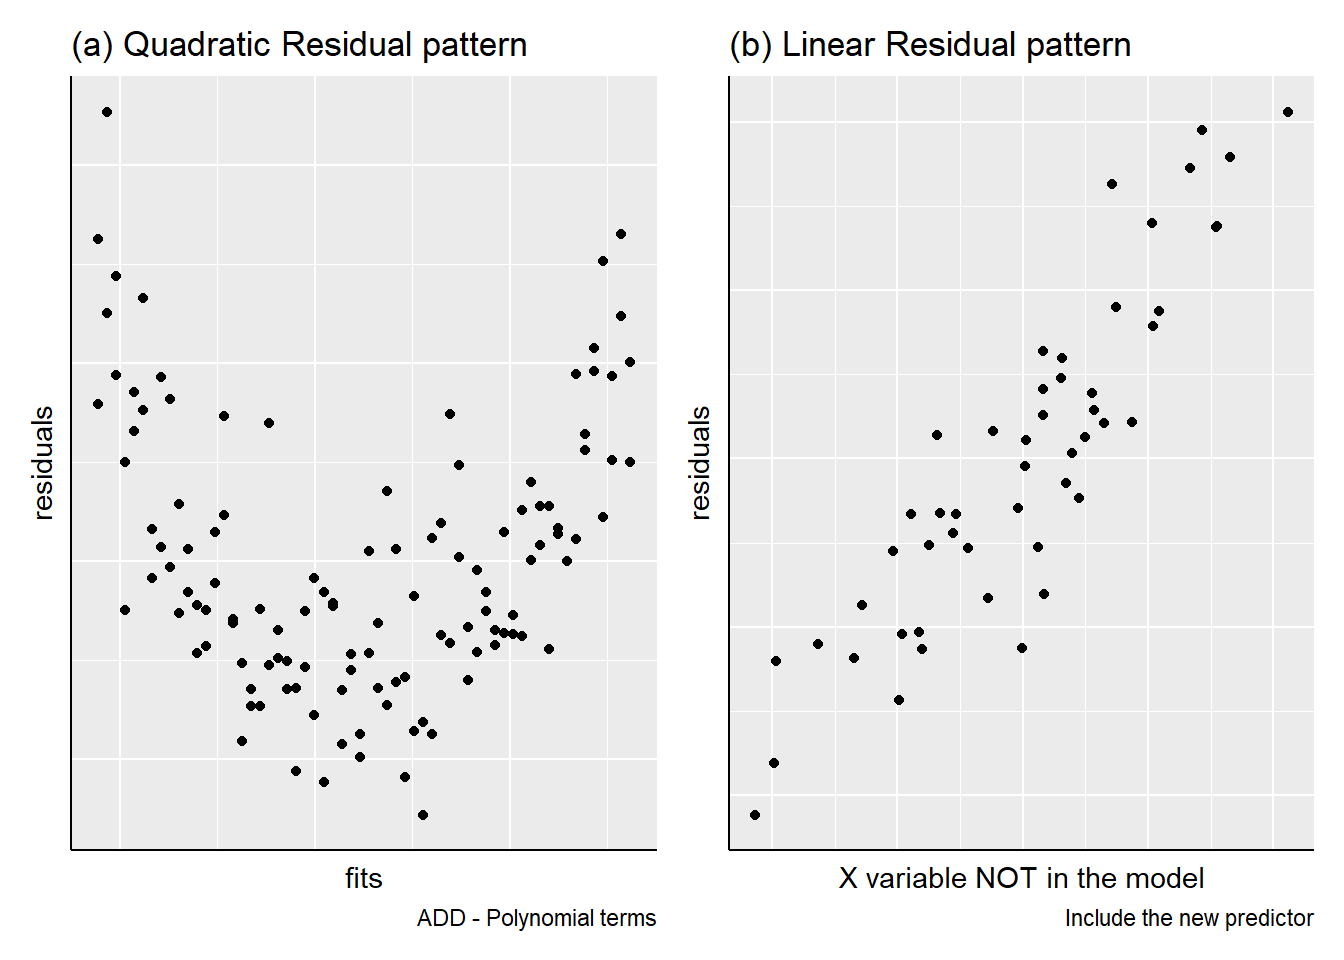 (a) Quadratic Residual pattern
residuals
fits
ADD - Polynomial terms
(b) Linear Residual pattern
residuals
X variable NOT in the model
Include the new predictor